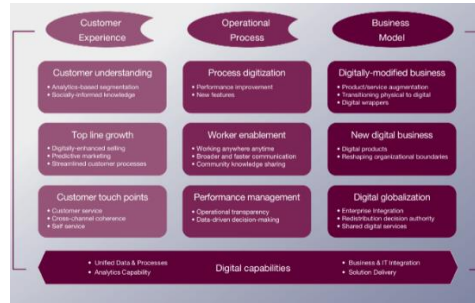 Customer
Experience
Operational
Process
Business
Model
Customer understanding
• Analytics-based segmentation
• Socially-informed knowledge
Process digitization
• Performance improvement
• New features
Digitally-modified business
• Product/service augmentation
• Transitioning physical to digital
• Digital wrappers
Top line growth
• Digitally-enhanced selling
• Predictive marketing
• Streamlined customer processes
Worker enablement
• Working anywhere anytime
• Broader and faster communication
• Community knowledge sharing
New digital business
• Digital products
• Reshaping organizational boundaries
Customer touch points
• Customer service
• Cross-channel coherence
• Self service
Performance management
• Operational transparency
• Data-driven decision-making
Digital globalization
• Enterprise Integration
• Redistribution decision authority
• Shared digital services
• Unified Data & Processes
• Analytics Capability
Digital capabilities
• Business & IT Integration
• Solution Delivery